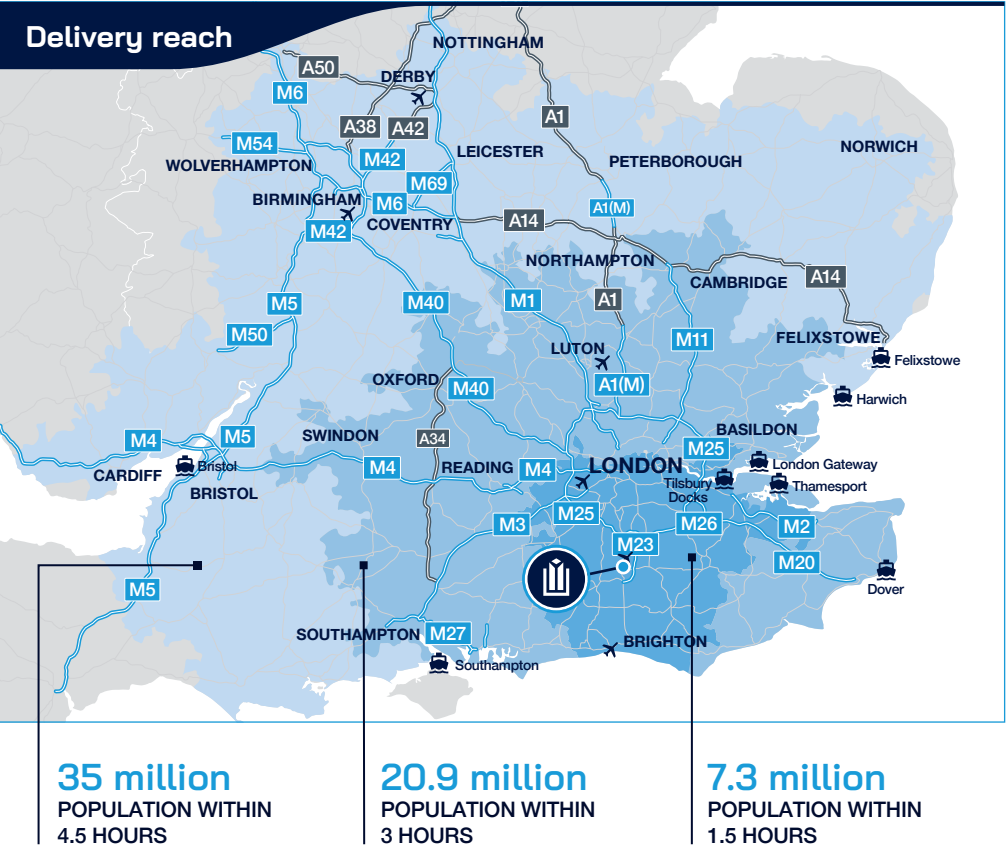 Delivery reach
NOTTINGHAM
A50
DERBY
M6
A1
A38
A42
M54
LEICESTER
NORWICH
WOLVERHAMPTON
M42
PETERBOROUGH
M69
BIRMINGHAM
M6
A1(M)
COVENTRY
A14
M42
NORTHAMPTON
CAMBRIDGE
A14
M5
M40
M1
A1
M50
M11
FELIXSTOWE
LUTON
Felixstowe
OXFORD
M40
A1(M)
Harwich
SWINDON
A34
BASILDON
M4
M5
M25
M4
READING
M4
LONDON
London Gateway
CARDIFF
Bristol
Tilsbury
Docks
Thamesport
BRISTOL
M3
M25
M26
M2
M23
M20
M5
Dover
SOUTHAMPTON
M27
BRIGHTON
Southampton
35 million
POPULATION WITHIN
4.5 HOURS
20.9 million
POPULATION WITHIN
3 HOURS
7.3 million
POPULATION WITHIN
1.5 HOURS